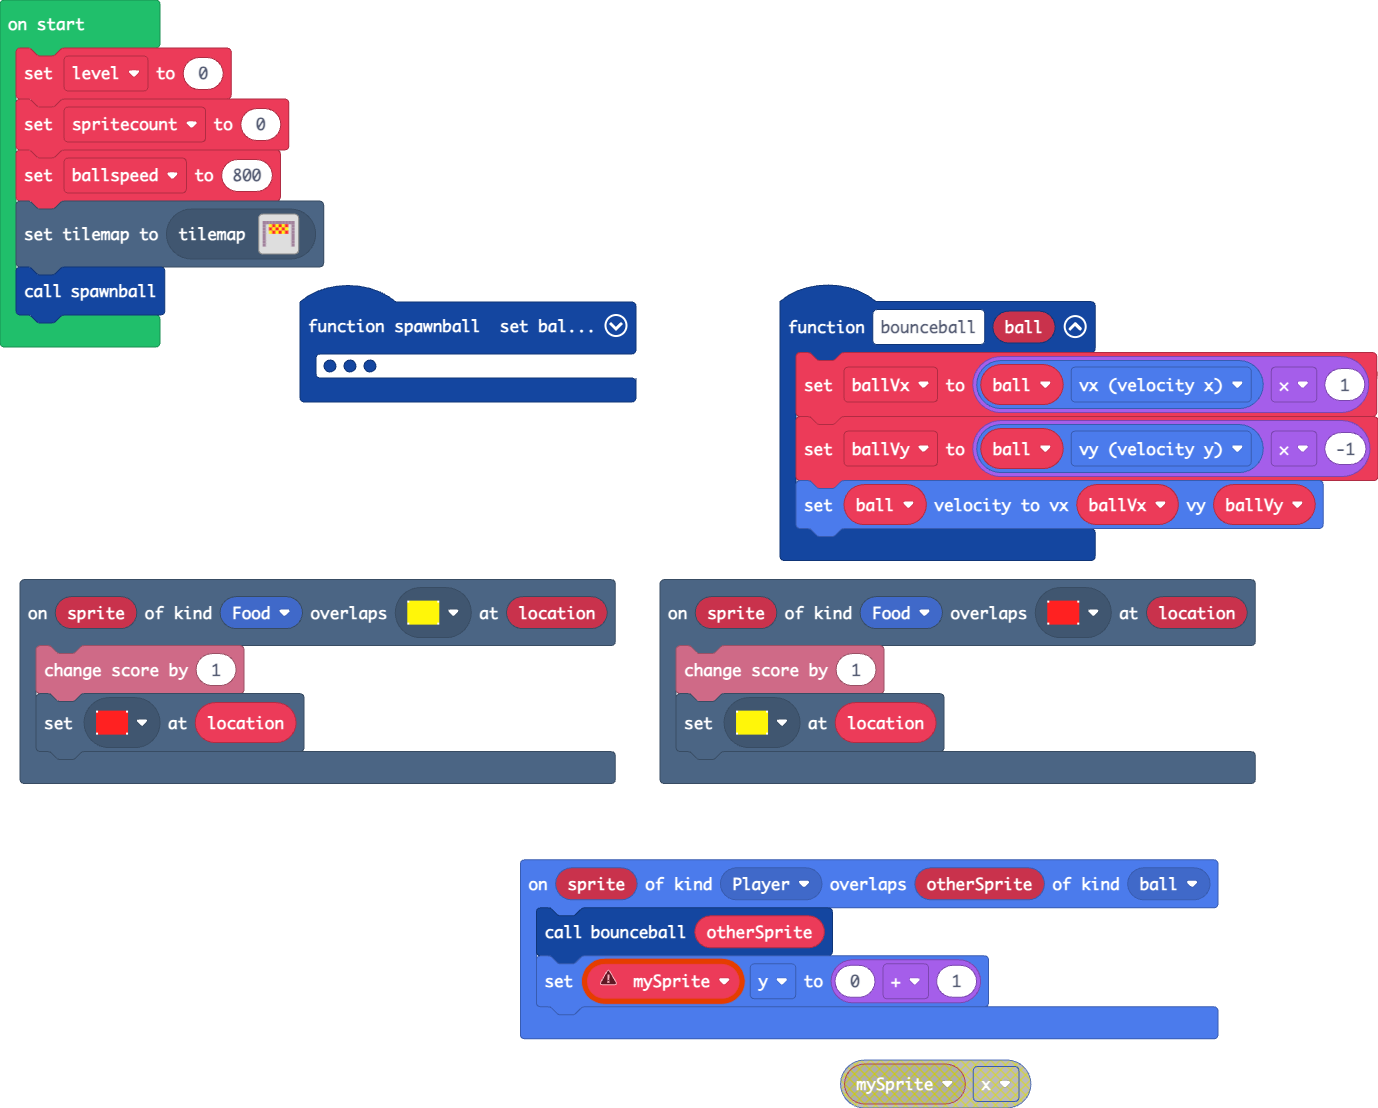 on start
set level to 0
set spritecount to 0
set ballspeed to 800
set tilemap to tilemap
call spawnball
function spawnball set bal...
function bounceball ball
set ballVx to ball vx (velocity x) x 1
set ballVy to ball vy (velocity y) x -1
set ball velocity to vx ballVx vy ballVy
on sprite of kind Food overlaps at location
change score by 1
set at location
on sprite of kind Food overlaps at location
change score by 1
set at location
on sprite of kind Player overlaps otherSprite of kind ball
call bounceball otherSprite
set mySprite y to 0 + 1
mySprite x